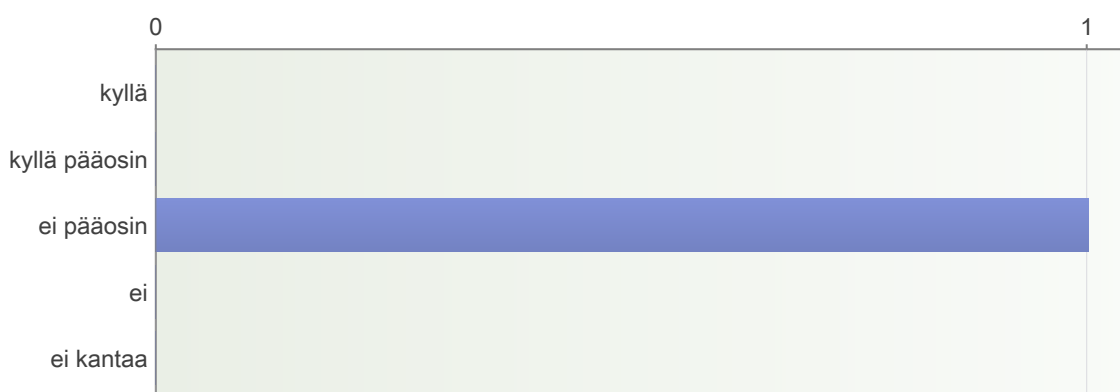 0 1
kyllä
kyllä pääosin
ei pääosin
ei
ei kantaa